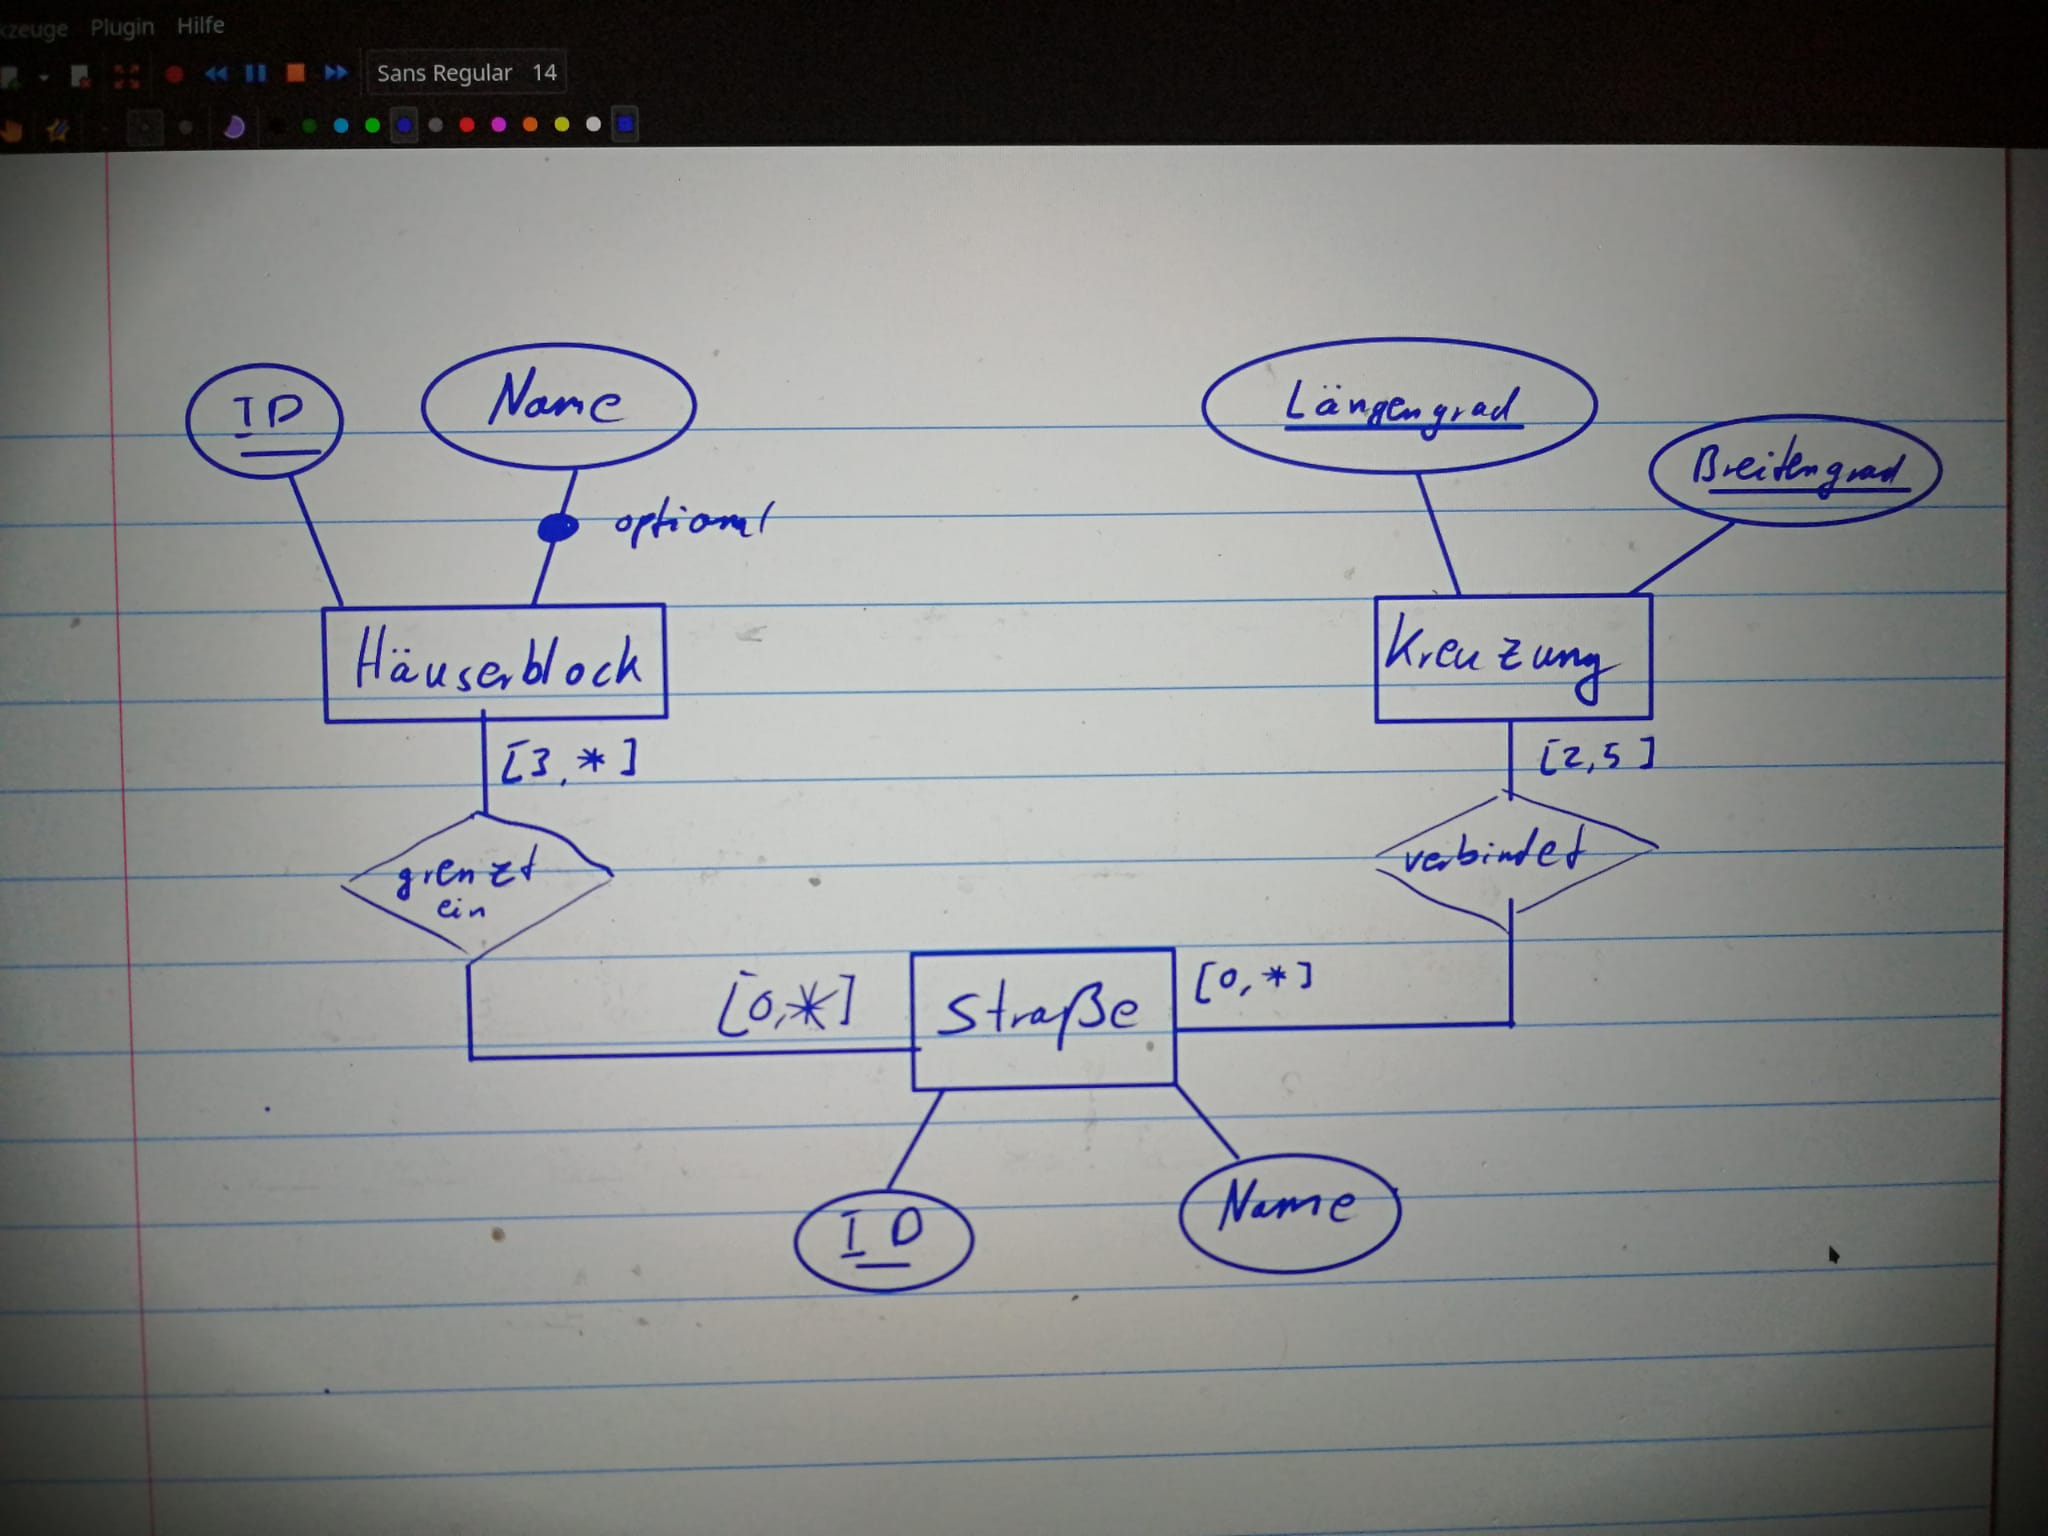 kzeuge Plugin Hilfe
Sans Regular 14
ID
Name
Längengrad
Breitengrad
optional
Häuserblock
Kreuzung
[3,*]
[2,5]
grenzt
ein
verbindet
[0,*]
Straße
[0,*]
ID
Name